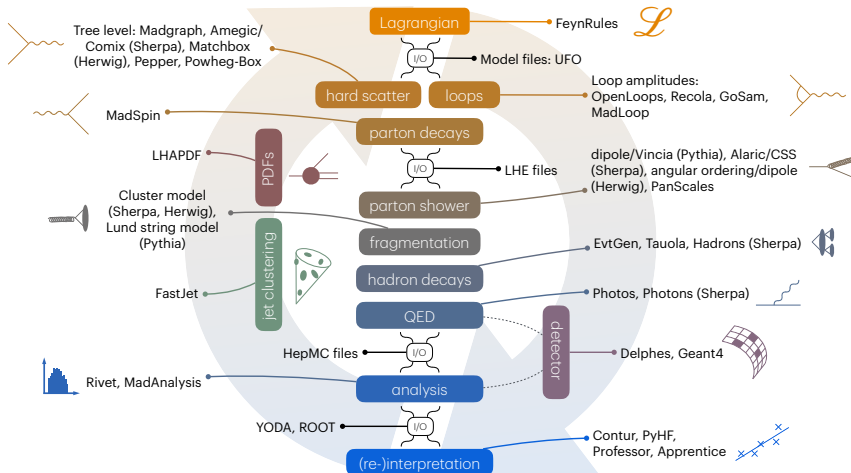 Lagrangian
FeynRules
ℒ
I/O
Model files: UFO
Tree level: Madgraph, Amegic/
Comix (Sherpa), Matchbox
(Herwig), Pepper, Powheg-Box
hard scatter
loops
Loop amplitudes:
OpenLoops, Recola, GoSam,
MadLoop
MadSpin
parton decays
LHAPDF
PDFs
I/O
LHE files
dipole/Vincia (Pythia), Alaric/CSS
(Sherpa), angular ordering/dipole
(Herwig), PanScales
parton shower
Cluster model
(Sherpa, Herwig),
Lund string model
(Pythia)
fragmentation
EvtGen, Tauola, Hadrons (Sherpa)
hadron decays
jet clustering
FastJet
Photos, Photons (Sherpa)
QED
detector
HepMC files
I/O
Delphes, Geant4
Rivet, MadAnalysis
analysis
YODA, ROOT
I/O
Contur, PyHF,
Professor, Apprentice
(re-)interpretation